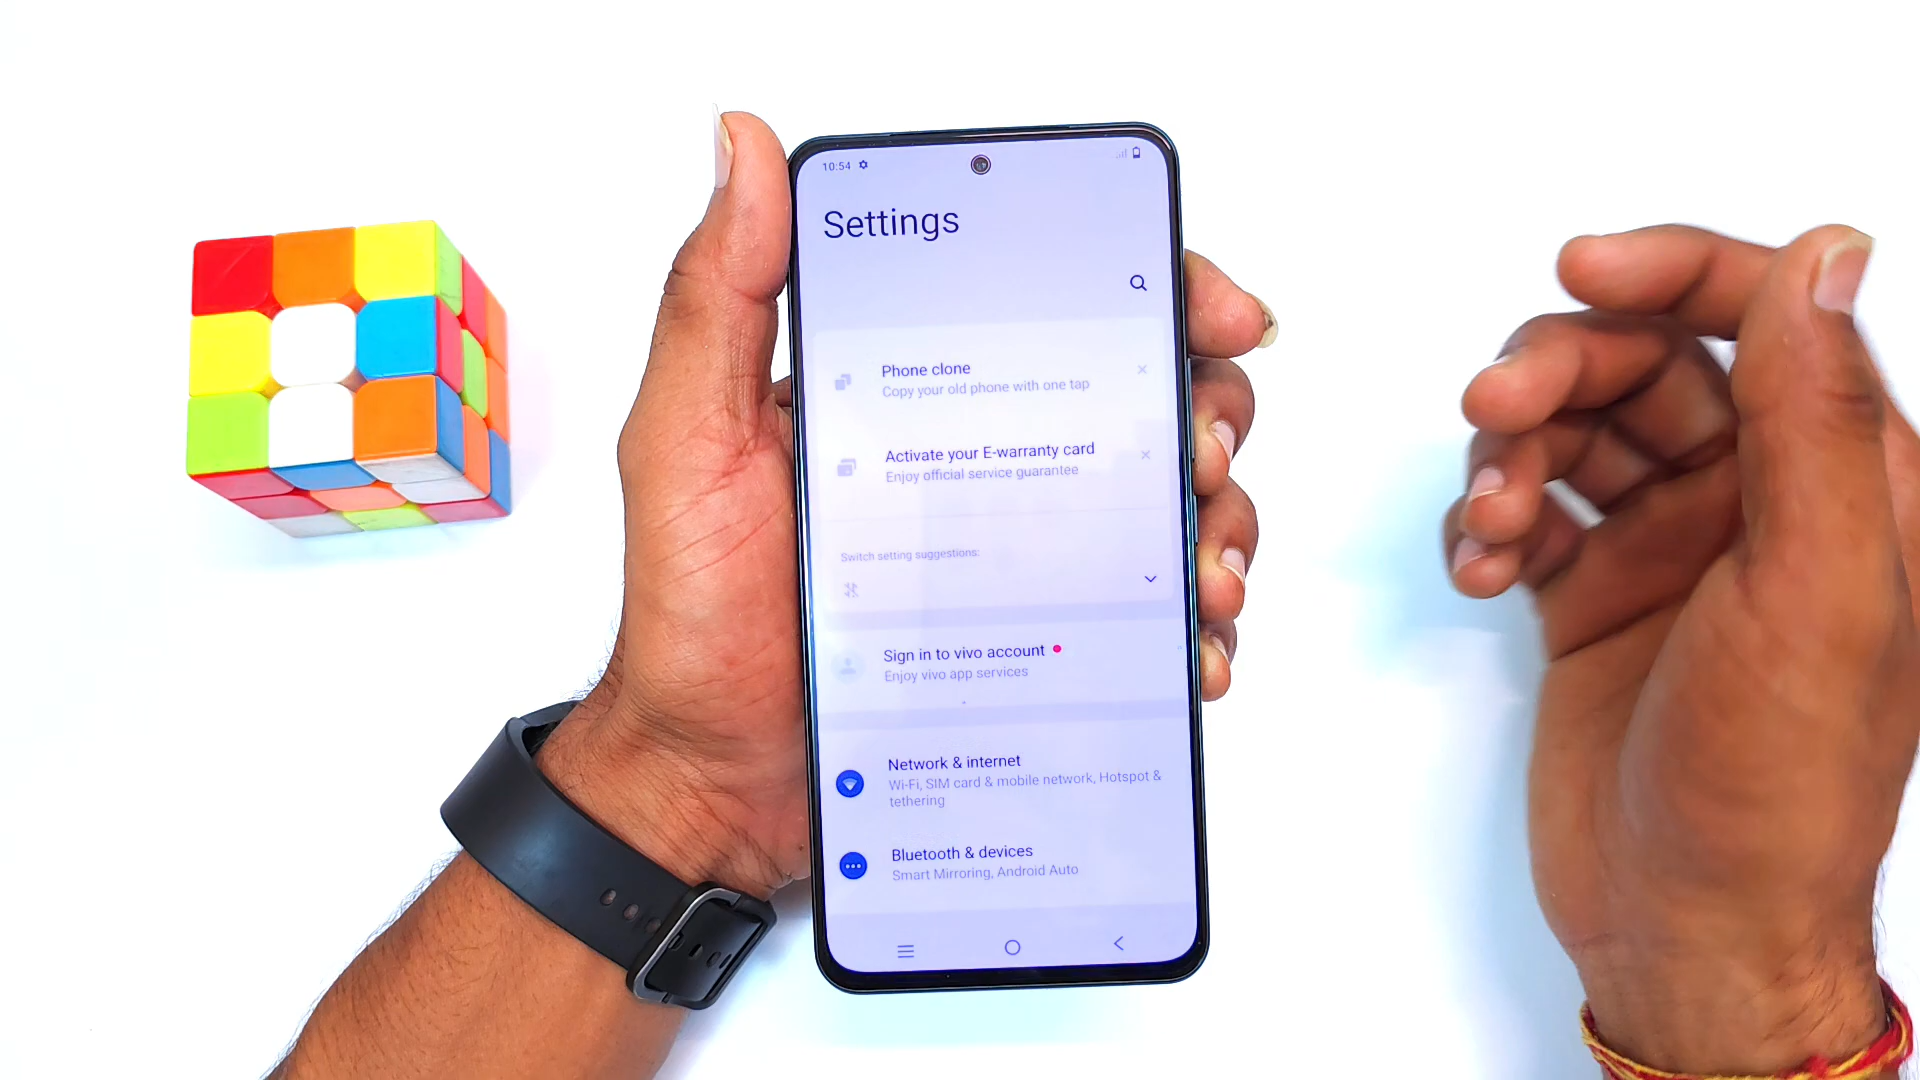 10:54
Settings
Phone clone
Copy your old phone with one tap
Activate your E-warranty card
Enjoy official service guarantee
Switch setting suggestions:
Sign in to vivo account
Enjoy vivo app services
Network & internet
Wi-Fi, SIM card & mobile network, Hotspot &
tethering
Bluetooth & devices
Smart Mirroring, Android Auto